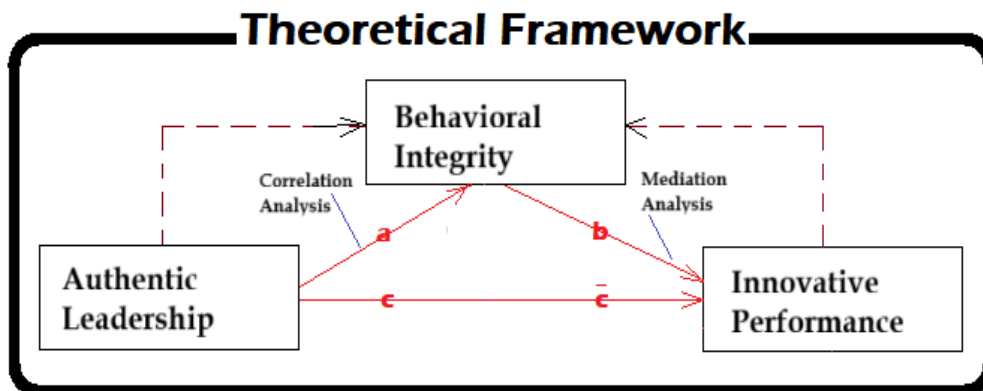 Theoretical Framework
Behavioral
Integrity
Correlation
Analysis
Mediation
Analysis
a
b
Authentic
Leadership
c
c̄
Innovative
Performance